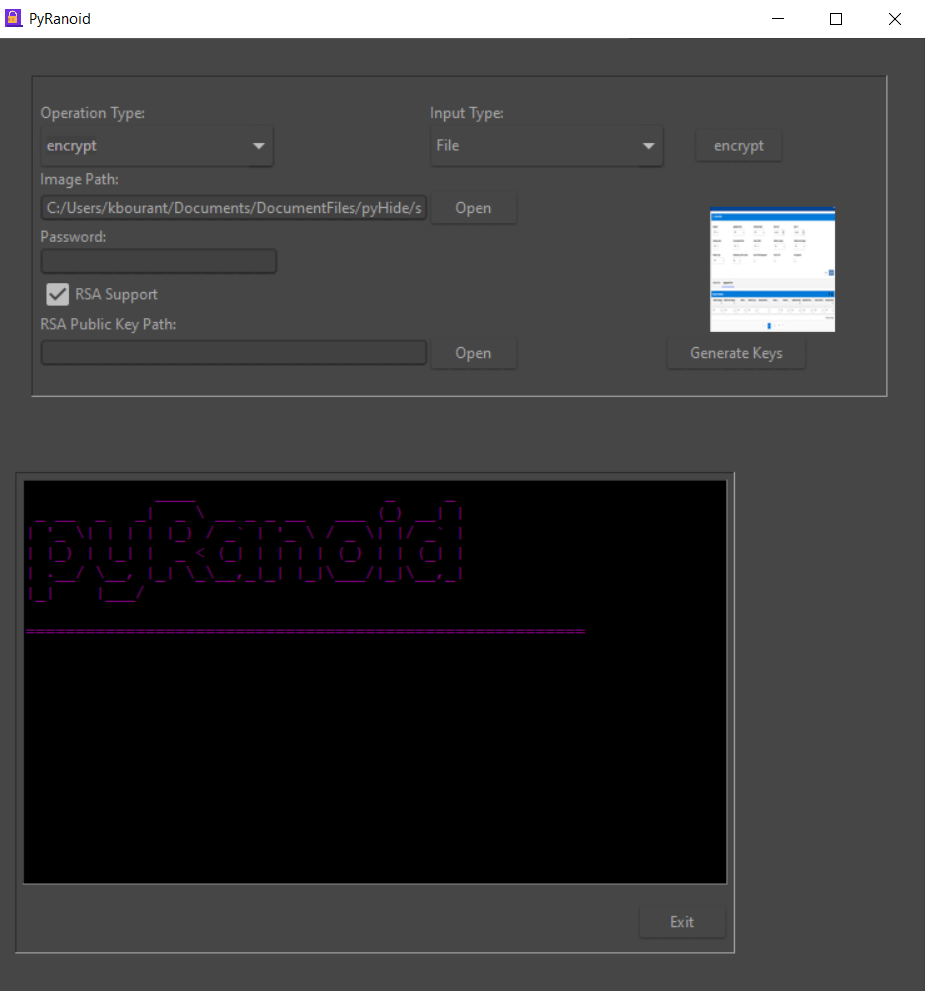 PyRanoid
Operation Type: Input Type:
encrypt File encrypt
Image Path:
C:/Users/kbourant/Documents/DocumentFiles/pyHide/s Open
Password:
RSA Support
RSA Public Key Path:
Open Generate Keys
pyRanoid
========================================================
Exit